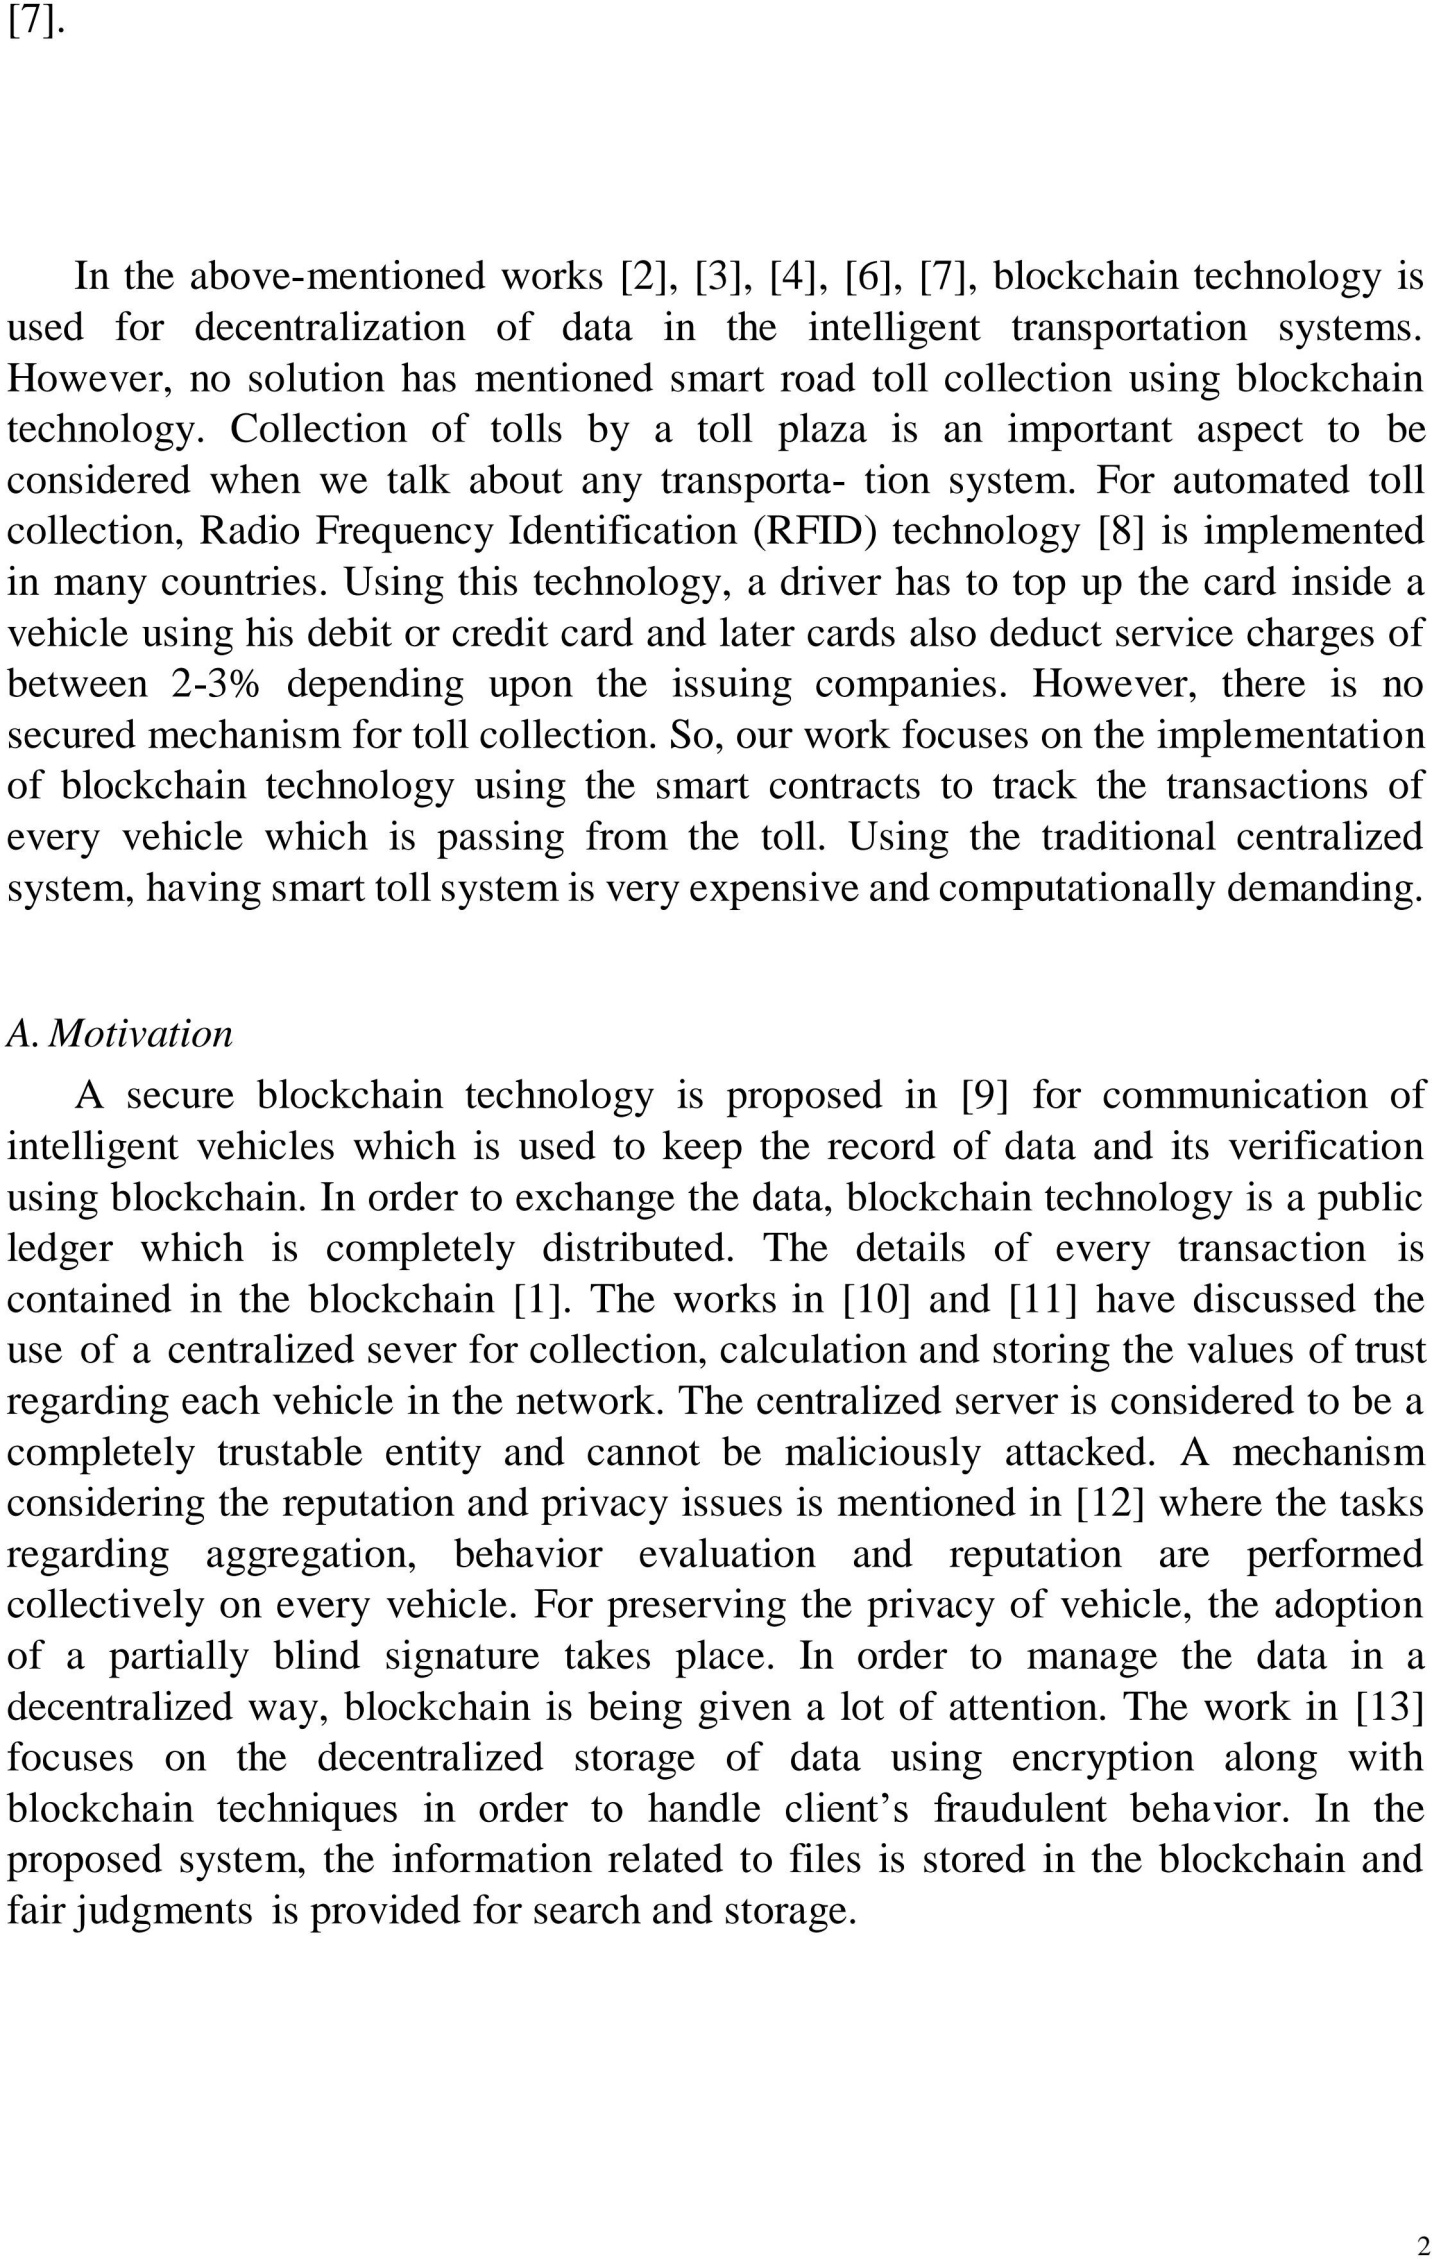 [7].
In the above-mentioned works [2], [3], [4], [6], [7], blockchain technology is
used for decentralization of data in the intelligent transportation systems.
However, no solution has mentioned smart road toll collection using blockchain
technology. Collection of tolls by a toll plaza is an important aspect to be
considered when we talk about any transporta- tion system. For automated toll
collection, Radio Frequency Identification (RFID) technology [8] is implemented
in many countries. Using this technology, a driver has to top up the card inside a
vehicle using his debit or credit card and later cards also deduct service charges of
between 2-3% depending upon the issuing companies. However, there is no
secured mechanism for toll collection. So, our work focuses on the implementation
of blockchain technology using the smart contracts to track the transactions of
every vehicle which is passing from the toll. Using the traditional centralized
system, having smart toll system is very expensive and computationally demanding.
A. Motivation
A secure blockchain technology is proposed in [9] for communication of
intelligent vehicles which is used to keep the record of data and its verification
using blockchain. In order to exchange the data, blockchain technology is a public
ledger which is completely distributed. The details of every transaction is
contained in the blockchain [1]. The works in [10] and [11] have discussed the
use of a centralized sever for collection, calculation and storing the values of trust
regarding each vehicle in the network. The centralized server is considered to be a
completely trustable entity and cannot be maliciously attacked. A mechanism
considering the reputation and privacy issues is mentioned in [12] where the tasks
regarding aggregation, behavior evaluation and reputation are performed
collectively on every vehicle. For preserving the privacy of vehicle, the adoption
of a partially blind signature takes place. In order to manage the data in a
decentralized way, blockchain is being given a lot of attention. The work in [13]
focuses on the decentralized storage of data using encryption along with
blockchain techniques in order to handle client’s fraudulent behavior. In the
proposed system, the information related to files is stored in the blockchain and
fair judgments is provided for search and storage.
2